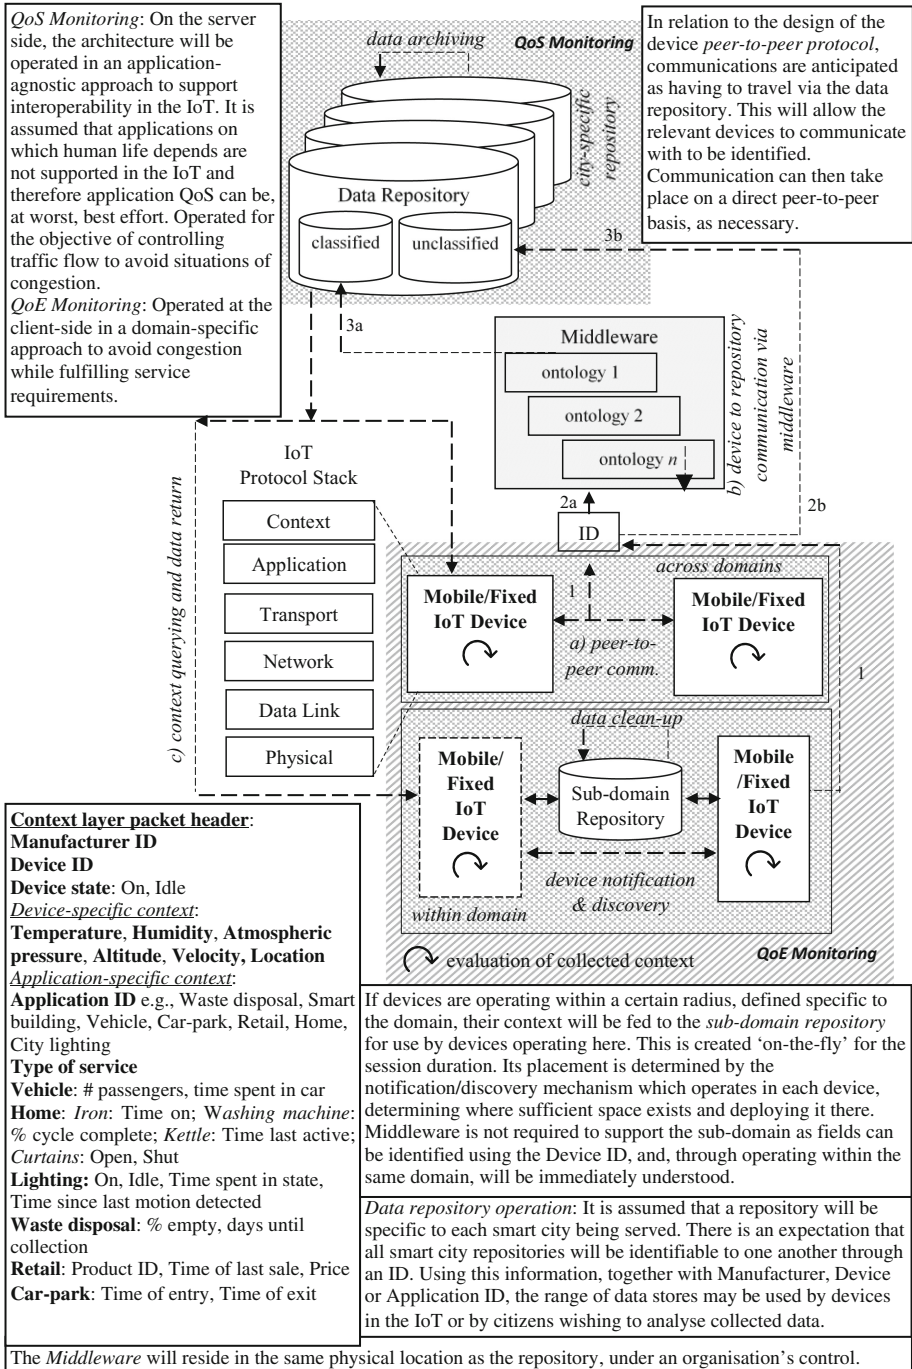 QoS Monitoring: On the server
side, the architecture will be
operated in an application-
agnostic approach to support
interoperability in the IoT. It is
assumed that applications on
which human life depends are
not supported in the IoT and
therefore application QoS can be,
at worst, best effort. Operated for
the objective of controlling
traffic flow to avoid situations of
congestion.
QoE Monitoring: Operated at the
client-side in a domain-specific
approach to avoid congestion
while fulfilling service
requirements.
data archiving
QoS Monitoring
city-specific
repository
Data Repository
classified
unclassified
In relation to the design of the
device peer-to-peer protocol,
communications are anticipated
as having to travel via the data
repository. This will allow the
relevant devices to communicate
with to be identified.
Communication can then take
place on a direct peer-to-peer
basis, as necessary.
3b
3a
Middleware
ontology 1
ontology 2
ontology n
b) device to repository
communication via
middleware
2a
2b
ID
IoT
Protocol Stack
Context
Application
Transport
Network
Data Link
Physical
c) context querying and data return
across domains
Mobile/Fixed
IoT Device
1
a) peer-to-
peer comm.
Mobile/Fixed
IoT Device
1
data clean-up
Mobile/
Fixed
IoT
Device
Sub-domain
Repository
Mobile
/Fixed
IoT
Device
device notification
& discovery
within domain
evaluation of collected context
QoE Monitoring
Context layer packet header:
Manufacturer ID
Device ID
Device state: On, Idle
Device-specific context:
Temperature, Humidity, Atmospheric
pressure, Altitude, Velocity, Location
Application-specific context:
Application ID e.g., Waste disposal, Smart
building, Vehicle, Car-park, Retail, Home,
City lighting
Type of service
Vehicle: # passengers, time spent in car
Home: Iron: Time on; Washing machine:
% cycle complete; Kettle: Time last active;
Curtains: Open, Shut
Lighting: On, Idle, Time spent in state,
Time since last motion detected
Waste disposal: % empty, days until
collection
Retail: Product ID, Time of last sale, Price
Car-park: Time of entry, Time of exit
If devices are operating within a certain radius, defined specific to
the domain, their context will be fed to the sub-domain repository
for use by devices operating here. This is created ‘on-the-fly’ for the
session duration. Its placement is determined by the
notification/discovery mechanism which operates in each device,
determining where sufficient space exists and deploying it there.
Middleware is not required to support the sub-domain as fields can
be identified using the Device ID, and, through operating within the
same domain, will be immediately understood.
Data repository operation: It is assumed that a repository will be
specific to each smart city being served. There is an expectation that
all smart city repositories will be identifiable to one another through
an ID. Using this information, together with Manufacturer, Device
or Application ID, the range of data stores may be used by devices
in the IoT or by citizens wishing to analyse collected data.
The Middleware will reside in the same physical location as the repository, under an organisation’s control.